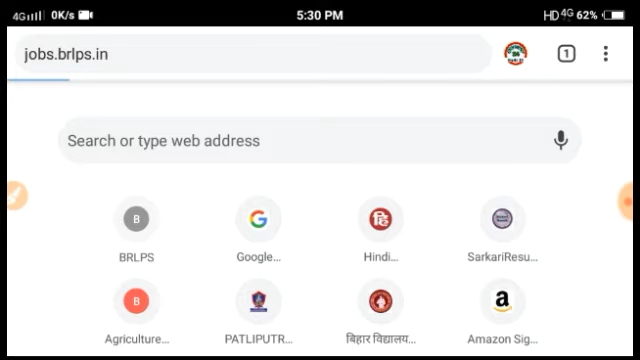 4G 0K/s 5:30 PM HD 4G 62%
jobs.brlps.in 1
Search or type web address
B G हि
BRLPS Google... Hindi... SarkariResu...
B a
Agriculture... PATLIPUTR... बिहार विद्यालय... Amazon Sig...